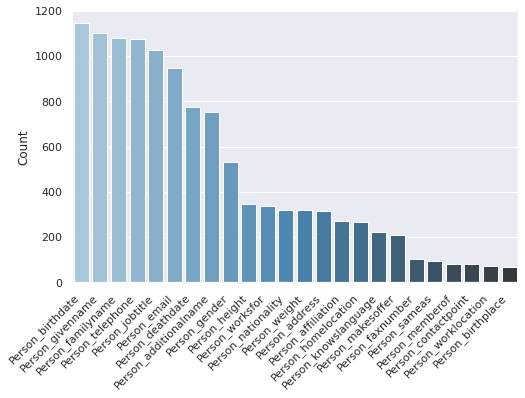 1200
1000
800
600
400
200
0
Count
Person_birthdate
Person_givenname
Person_familyname
Person_telephone
Person_jobtitle
Person_email
Person_deathdate
Person_additionalname
Person_gender
Person_height
Person_worksfor
Person_nationality
Person_weight
Person_address
Person_affiliation
Person_homelocation
Person_knowslanguage
Person_makesoffer
Person_faxnumber
Person_sameas
Person_memberof
Person_contactpoint
Person_worklocation
Person_birthplace